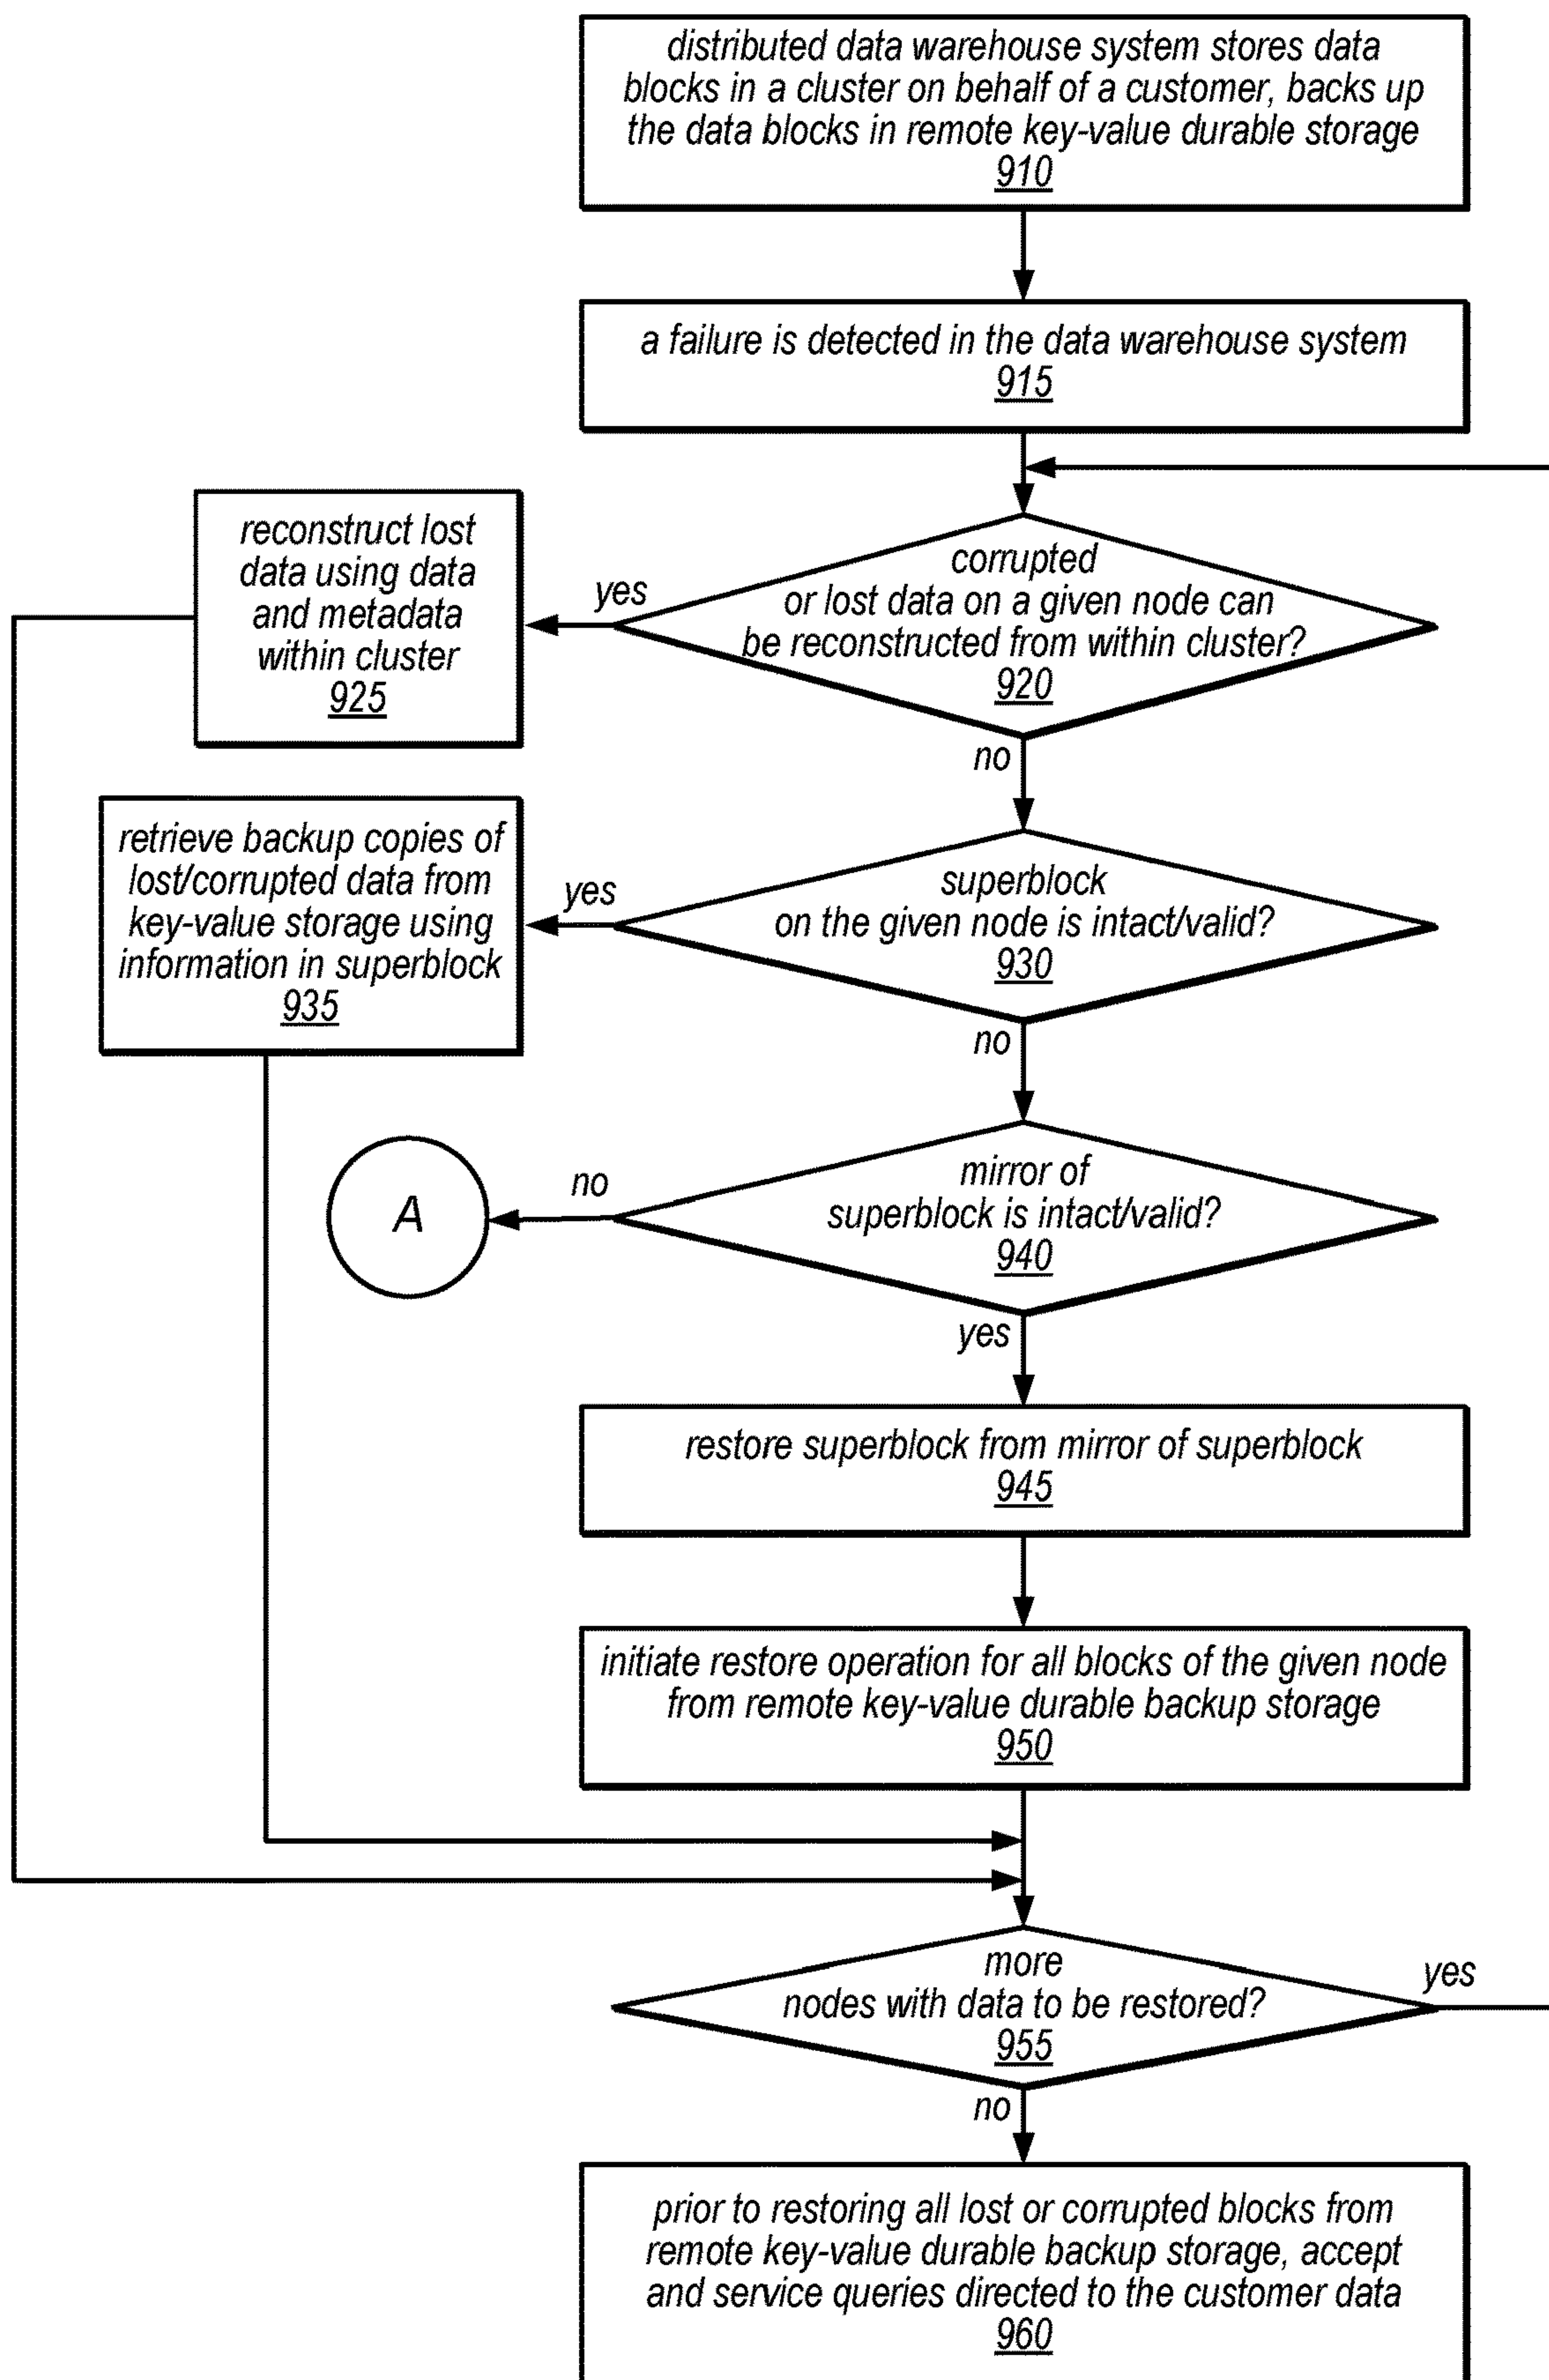 distributed data warehouse system stores data
blocks in a cluster on behalf of a customer, backs up
the data blocks in remote key-value durable storage
910
a failure is detected in the data warehouse system
915
reconstruct lost
data using data
and metadata
within cluster
925
yes
corrupted
or lost data on a given node can
be reconstructed from within cluster?
920
no
retrieve backup copies of
lost/corrupted data from
key-value storage using
information in superblock
935
yes
superblock
on the given node is intact/valid?
930
no
A
no
mirror of
superblock is intact/valid?
940
yes
restore superblock from mirror of superblock
945
initiate restore operation for all blocks of the given node
from remote key-value durable backup storage
950
more
nodes with data to be restored?
955
yes
no
prior to restoring all lost or corrupted blocks from
remote key-value durable backup storage, accept
and service queries directed to the customer data
960